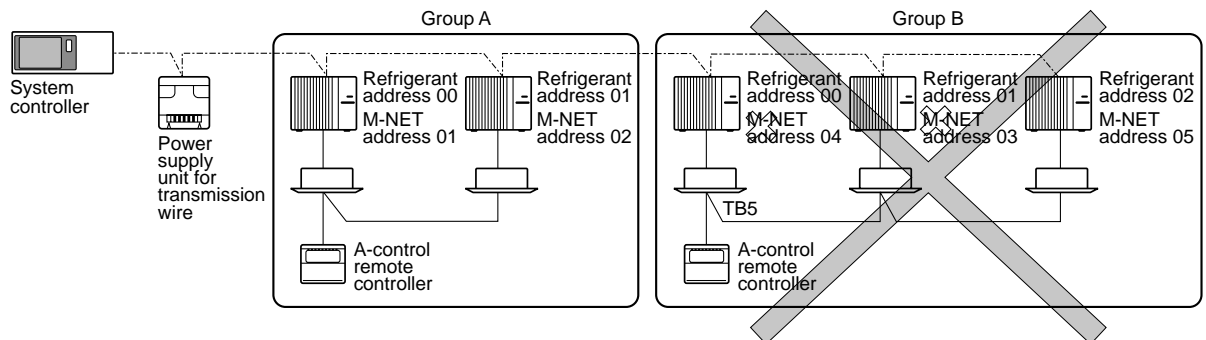 Group A
Group B
System
controller
Power
supply
unit for
transmission
wire
Refrigerant
address 00
M-NET
address 01
Refrigerant
address 01
M-NET
address 02
A-control
remote
controller
Refrigerant
address 00
M-NET
address 04
Refrigerant
address 01
M-NET
address 03
Refrigerant
address 02
M-NET
address 05
TB5
A-control
remote
controller